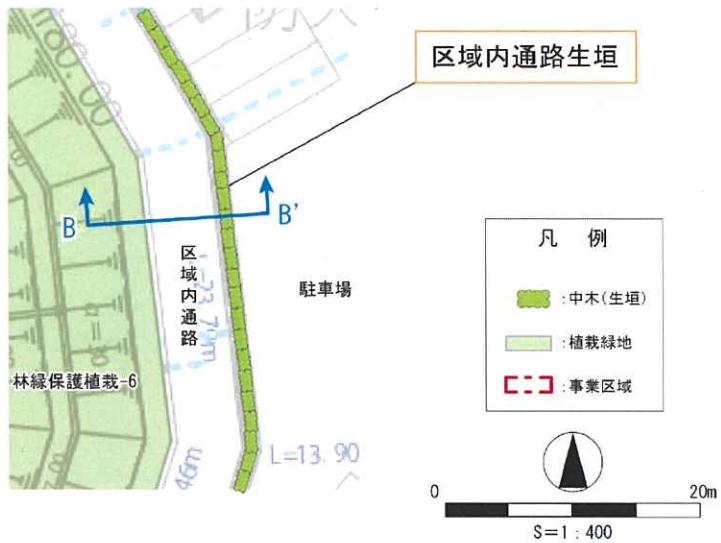 区域内通路生垣
B
B'
区域内通路
駐車場
林縁保護植栽-6
L=13.90
46m
凡 例
:中木(生垣)
:植栽緑地
:事業区域
0
20m
S=1:400